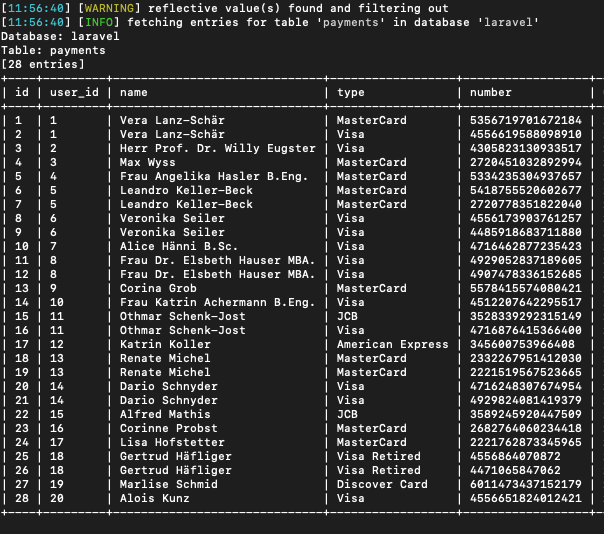 [11:56:40] [WARNING] reflective value(s) found and filtering out
[11:56:40] [INFO] fetching entries for table 'payments' in database 'laravel'
Database: laravel
Table: payments
[28 entries]
| id | user_id | name | type | number
| 1 | 1 | Vera Lanz-Schär | MasterCard | 5356719701672184
| 2 | 1 | Vera Lanz-Schär | Visa | 4556619588098910
| 3 | 2 | Herr Prof. Dr. Willy Eugster | Visa | 4305823130933517
| 4 | 3 | Max Wyss | MasterCard | 2720451032892994
| 5 | 4 | Frau Angelika Hasler B.Eng. | MasterCard | 5334235304937657
| 6 | 5 | Leandro Keller-Beck | MasterCard | 5418755520602677
| 7 | 5 | Leandro Keller-Beck | MasterCard | 2720778351822040
| 8 | 6 | Veronika Seiler | Visa | 4556173903761257
| 9 | 6 | Veronika Seiler | Visa | 4485918683711880
| 10 | 7 | Alice Hänni B.Sc. | Visa | 4716462877235423
| 11 | 8 | Frau Dr. Elsbeth Hauser MBA. | Visa | 4929052837189605
| 12 | 8 | Frau Dr. Elsbeth Hauser MBA. | Visa | 4907478336152685
| 13 | 9 | Corina Grob | MasterCard | 5578415574080421
| 14 | 10 | Frau Katrin Achermann B.Eng. | Visa | 4512207642295517
| 15 | 11 | Othmar Schenk-Jost | JCB | 3528339292315149
| 16 | 11 | Othmar Schenk-Jost | Visa | 4716876415366400
| 17 | 12 | Katrin Koller | American Express | 345600753966408
| 18 | 13 | Renate Michel | MasterCard | 2332267951412030
| 19 | 13 | Renate Michel | MasterCard | 2221519567523665
| 20 | 14 | Dario Schnyder | Visa | 4716248307674954
| 21 | 14 | Dario Schnyder | Visa | 4929824081419379
| 22 | 15 | Alfred Mathis | JCB | 3589245920447509
| 23 | 16 | Corinne Probst | MasterCard | 2682764060234418
| 24 | 17 | Lisa Hofstetter | MasterCard | 2221762873345965
| 25 | 18 | Gertrud Häfliger | Visa Retired | 4556864070872
| 26 | 18 | Gertrud Häfliger | Visa Retired | 4471065847062
| 27 | 19 | Marlise Schmid | Discover Card | 6011473437152179
| 28 | 20 | Alois Kunz | Visa | 4556651824012421